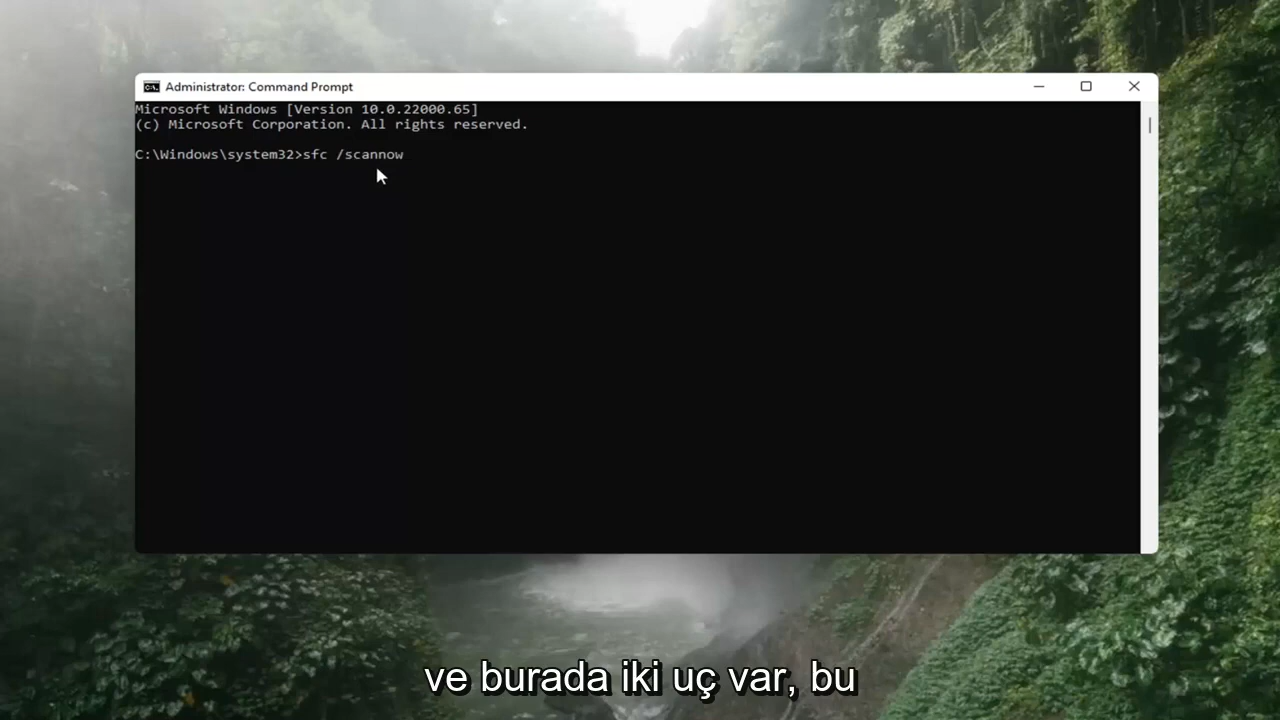 Administrator: Command Prompt
Microsoft Windows [Version 10.0.22000.65]
(c) Microsoft Corporation. All rights reserved.
C:\Windows\system32>sfc /scannow
ve burada iki uç var, bu